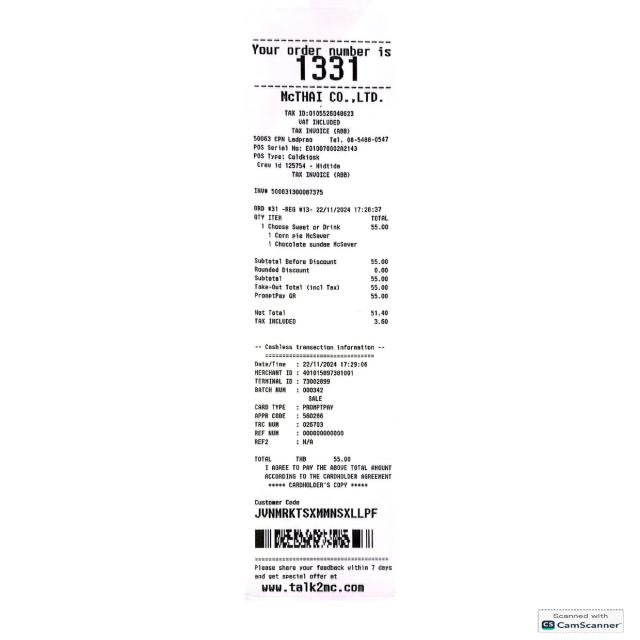 Your order number is
1331
McTHAI CO.,LTD.
TAX ID:0105526048623
VAT INCLUDED
TAX INVOICE (ABB)
50063 CPN Ladprao Tel. 08-5488-0547
POS Serial No: E010070002A2143
POS Type: Coldkiosk
Crew id 125754 - Nidtida
TAX INVOICE (ABB)
INV# 500631300087375
ORD #31 -REG #13- 22/11/2024 17:28:37
QTY ITEM TOTAL
1 Choose Sweet or Drink 55.00
1 Corn pie McSaver
1 Chocolate sundae McSaver
Subtotal Before Discount 55.00
Rounded Discount 0.00
Subtotal 55.00
Take-Out Total (incl Tax) 55.00
PromptPay QR 55.00
Net Total 51.40
TAX INCLUDED 3.60
-- Cashless transaction information --
Date/Time : 22/11/2024 17:29:06
MERCHANT ID : 401015897301001
TERMINAL ID : 73002899
BATCH NUM : 000342
SALE
CARD TYPE : PROMPTPAY
APPR CODE : 560286
TRC NUM : 026703
REF NUM : 000000000000
REF2 : N/A
TOTAL THB 55.00
I AGREE TO PAY THE ABOVE TOTAL AMOUNT
ACCORDING TO THE CARDHOLDER AGREEMENT
***** CARDHOLDER'S COPY *****
Customer Code
JVNMRKTSXMMNSXLLPF
Please share your feedback within 7 days
and get special offer at
www.talk2mc.com
Scanned with
CS CamScanner